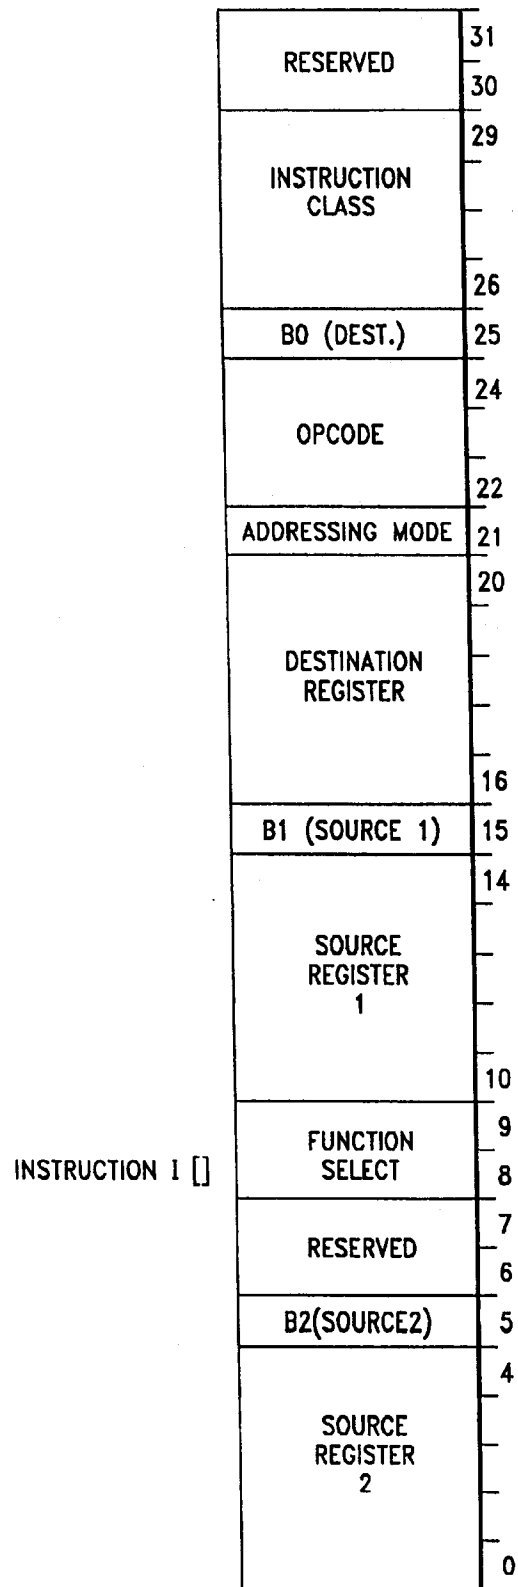 31
RESERVED
30
29
INSTRUCTION
CLASS
26
B0 (DEST.) 25
24
OPCODE
22
ADDRESSING MODE 21
20
DESTINATION
REGISTER
16
B1 (SOURCE 1) 15
14
SOURCE
REGISTER
1
10
9
FUNCTION
SELECT
INSTRUCTION I [] 8
7
RESERVED
6
B2(SOURCE2) 5
4
SOURCE
REGISTER
2
0